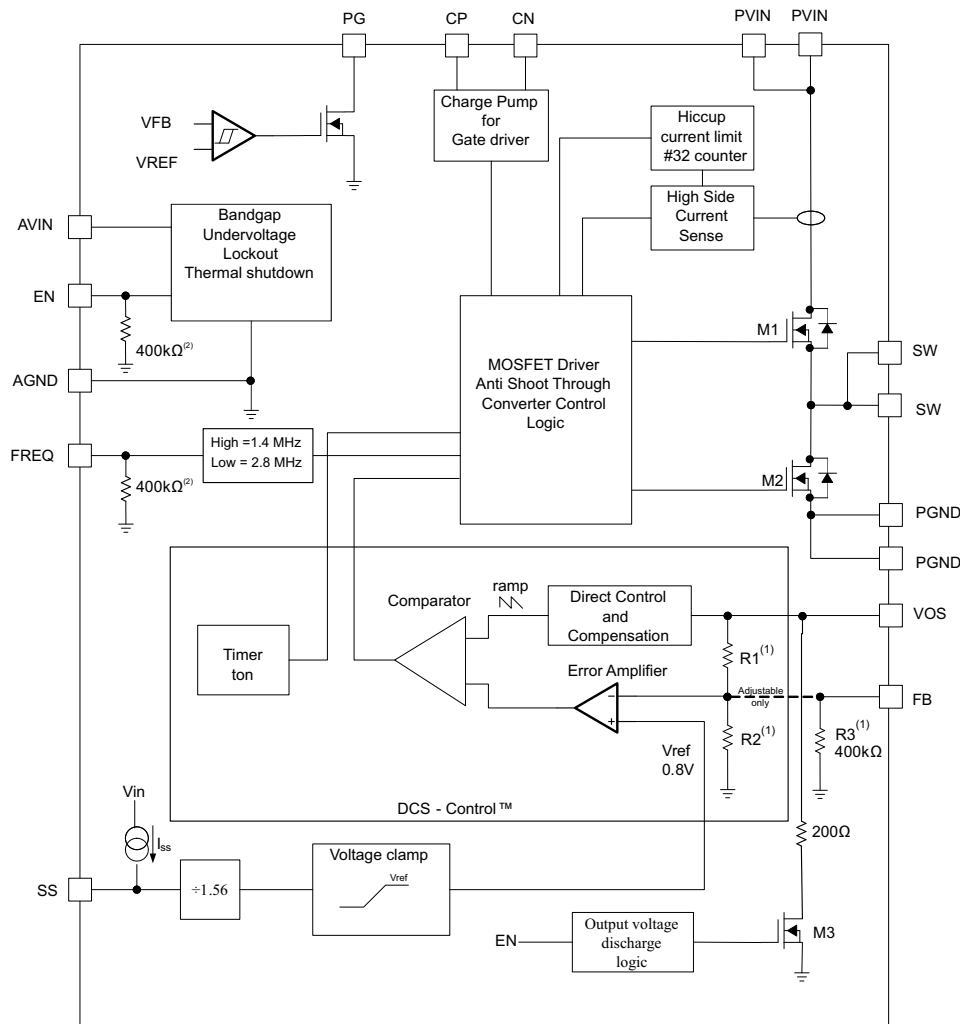 PG
CP
CN
PVIN
PVIN
VFB
VREF
Charge Pump
for
Gate driver
Hiccup
current limit
#32 counter
High Side
Current
Sense
AVIN
Bandgap
Undervoltage
Lockout
Thermal shutdown
EN
400kΩ(2)
AGND
MOSFET Driver
Anti Shoot Through
Converter Control
Logic
M1
SW
SW
FREQ
High =1.4 MHz
Low = 2.8 MHz
400kΩ(2)
M2
PGND
PGND
Comparator
ramp
Direct Control
and
Compensation
VOS
Timer
ton
R1(1)
Error Amplifier
−
+
Adjustable
only
FB
R2(1)
R3(1)
400kΩ
Vref
0.8V
DCS - Control™
Vin
Iss
200Ω
SS
÷1.56
Voltage clamp
Vref
EN
Output voltage
discharge
logic
M3